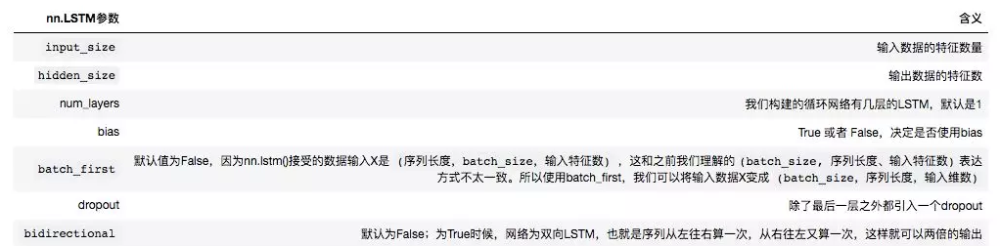 nn.LSTM参数 含义
input_size 输入数据的特征数量
hidden_size 输出数据的特征数
num_layers 我们构建的循环网络有几层的LSTM，默认是1
bias True 或者 False，决定是否使用bias
batch_first 默认值为False，因为nn.lstm()接受的数据输入X是 (序列长度，batch_size，输入特征数) ，这和之前我们理解的 (batch_size, 序列长度、输入特征数) 表达
方式不太一致。所以使用batch_first，我们可以将输入数据X变成 (batch_size，序列长度，输入维数)
dropout 除了最后一层之外都引入一个dropout
bidirectional 默认为False；为True时候，网络为双向LSTM，也就是序列从左往右算一次，从右往左又算一次，这样就可以两倍的输出